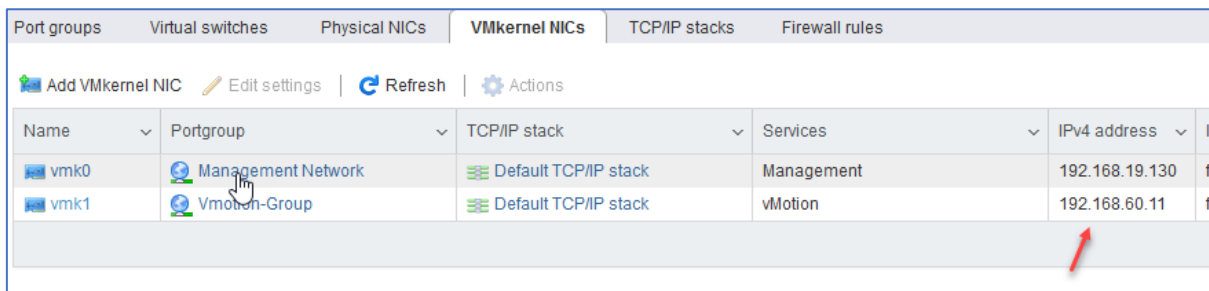 Port groups Virtual switches Physical NICs VMkernel NICs TCP/IP stacks Firewall rules
Add VMkernel NIC Edit settings Refresh Actions
Name Portgroup TCP/IP stack Services IPv4 address
vmk0 Management Network Default TCP/IP stack Management 192.168.19.130
vmk1 Vmotion-Group Default TCP/IP stack vMotion 192.168.60.11